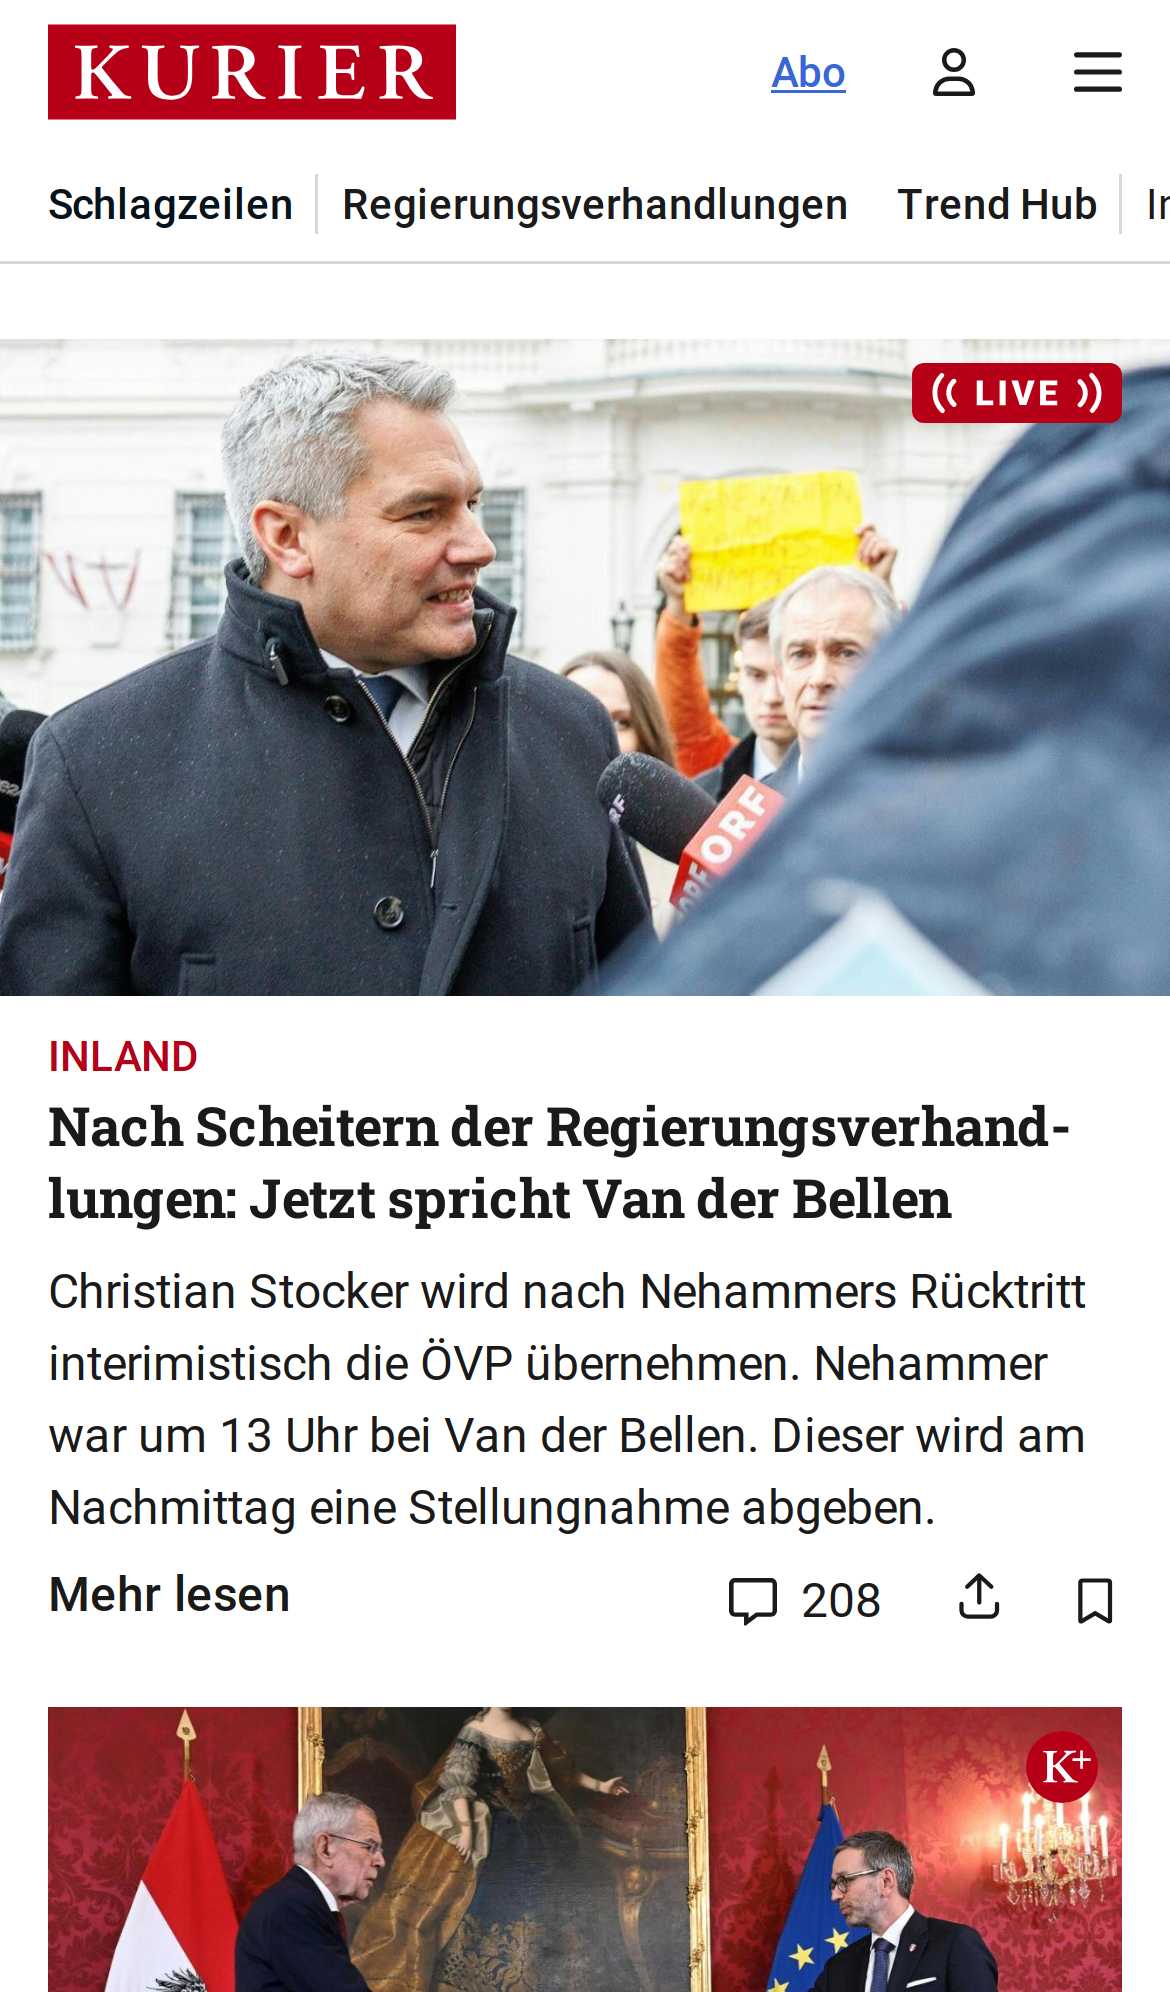 KURIER
Abo
Schlagzeilen
Regierungsverhandlungen
Trend Hub
LIVE
ORF
INLAND
Nach Scheitern der Regierungsverhand-
lungen: Jetzt spricht Van der Bellen
Christian Stocker wird nach Nehammers Rücktritt
interimistisch die ÖVP übernehmen. Nehammer
war um 13 Uhr bei Van der Bellen. Dieser wird am
Nachmittag eine Stellungnahme abgeben.
Mehr lesen
208
K+